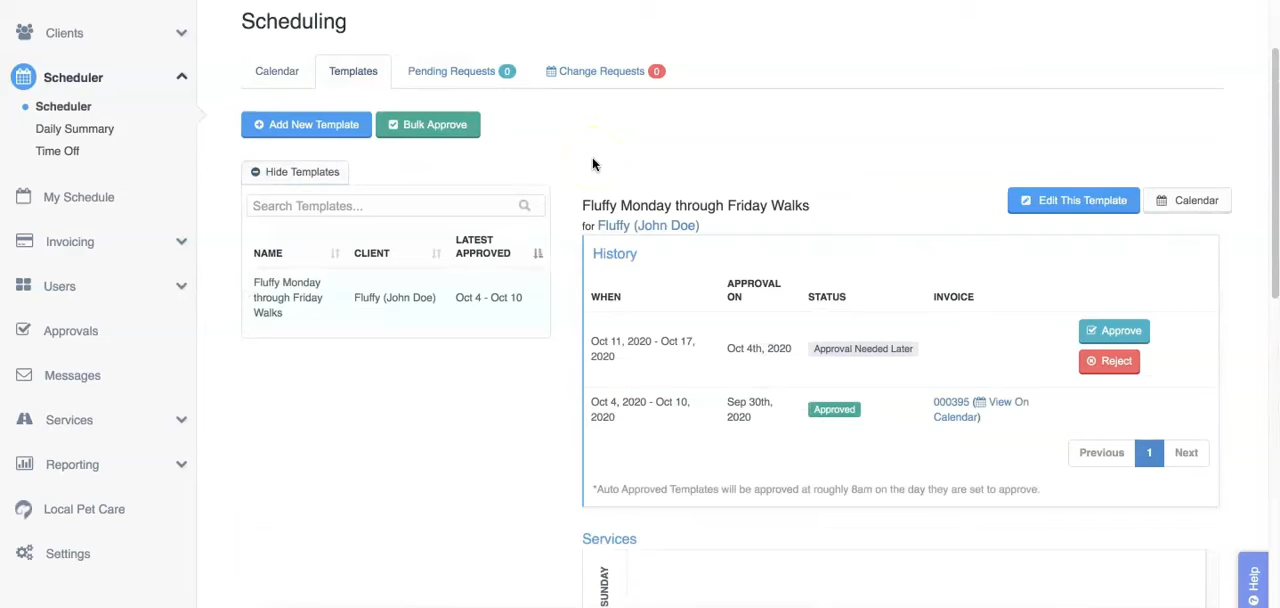 Clients
Scheduler
Scheduler
Daily Summary
Time Off
My Schedule
Invoicing
Users
Approvals
Messages
Services
Reporting
Local Pet Care
Settings
Scheduling
Calendar
Templates
Pending Requests 0
Change Requests 0
Add New Template
Bulk Approve
Hide Templates
Search Templates...
NAME
CLIENT
LATEST
APPROVED
Fluffy Monday
through Friday
Walks
Fluffy (John Doe)
Oct 4 - Oct 10
Fluffy Monday through Friday Walks
for Fluffy (John Doe)
Edit This Template
Calendar
History
WHEN
APPROVAL
ON
STATUS
INVOICE
Oct 11, 2020 - Oct 17,
2020
Oct 4th, 2020
Approval Needed Later
Approve
Reject
Oct 4, 2020 - Oct 10,
2020
Sep 30th,
2020
Approved
000395 (View On
Calendar)
Previous
1
Next
*Auto Approved Templates will be approved at roughly 8am on the day they are set to approve.
Services
SUNDAY
Help